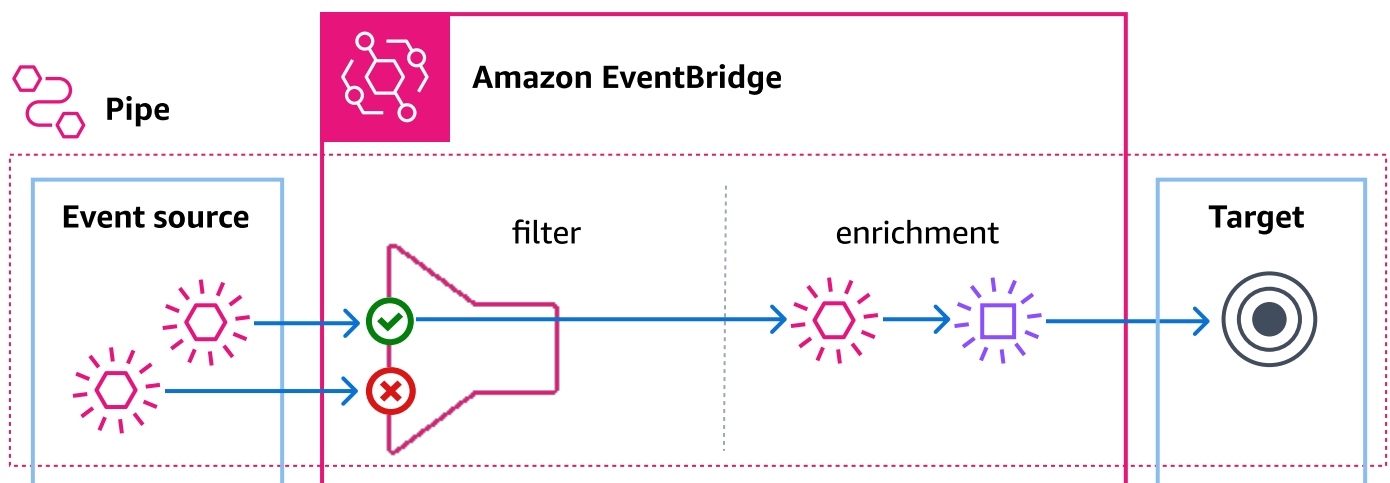 Amazon EventBridge
Pipe
Event source
filter
enrichment
Target